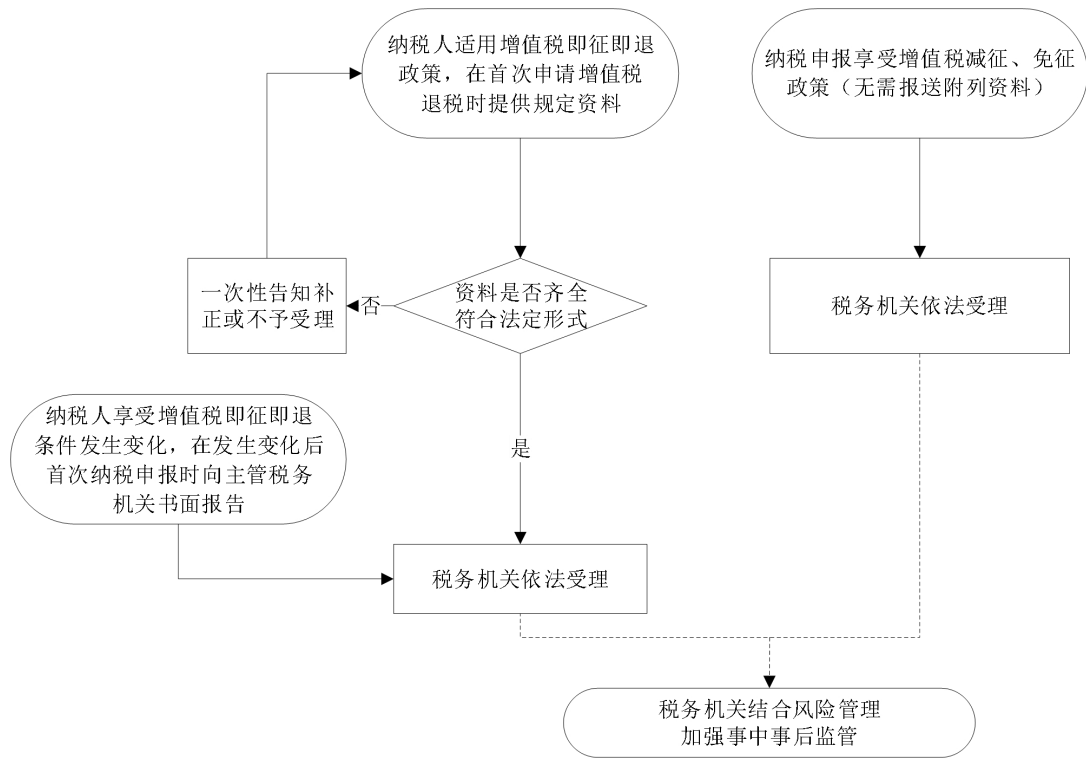 纳税人适用增值税即征即退
政策，在首次申请增值税
退税时提供规定资料
纳税申报享受增值税减征、免征
政策（无需报送附列资料）
一次性告知补
正或不予受理
否
资料是否齐全
符合法定形式
税务机关依法受理
纳税人享受增值税即征即退
条件发生变化，在发生变化后
首次纳税申报时向主管税务
机关书面报告
是
税务机关依法受理
税务机关结合风险管理
加强事中事后监管